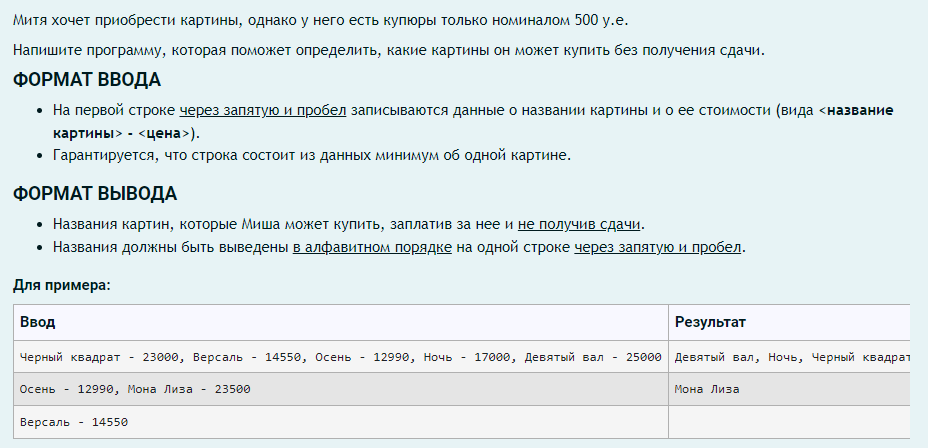 Митя хочет приобрести картины, однако у него есть купюры только номиналом 500 у.е.
Напишите программу, которая поможет определить, какие картины он может купить без получения сдачи.
ФОРМАТ ВВОДА
• На первой строке через запятую и пробел записываются данные о названии картины и о ее стоимости (вида <название
картины> - <цена>).
• Гарантируется, что строка состоит из данных минимум об одной картине.
ФОРМАТ ВЫВОДА
• Названия картин, которые Миша может купить, заплатив за нее и не получив сдачи.
• Названия должны быть выведены в алфавитном порядке на одной строке через запятую и пробел.
Для примера:
Ввод Результат
Черный квадрат - 23000, Версаль - 14550, Осень - 12990, Ночь - 17000, Девятый вал - 25000 Девятый вал, Ночь, Черный квадрат
Осень - 12990, Мона Лиза - 23500 Мона Лиза
Версаль - 14550